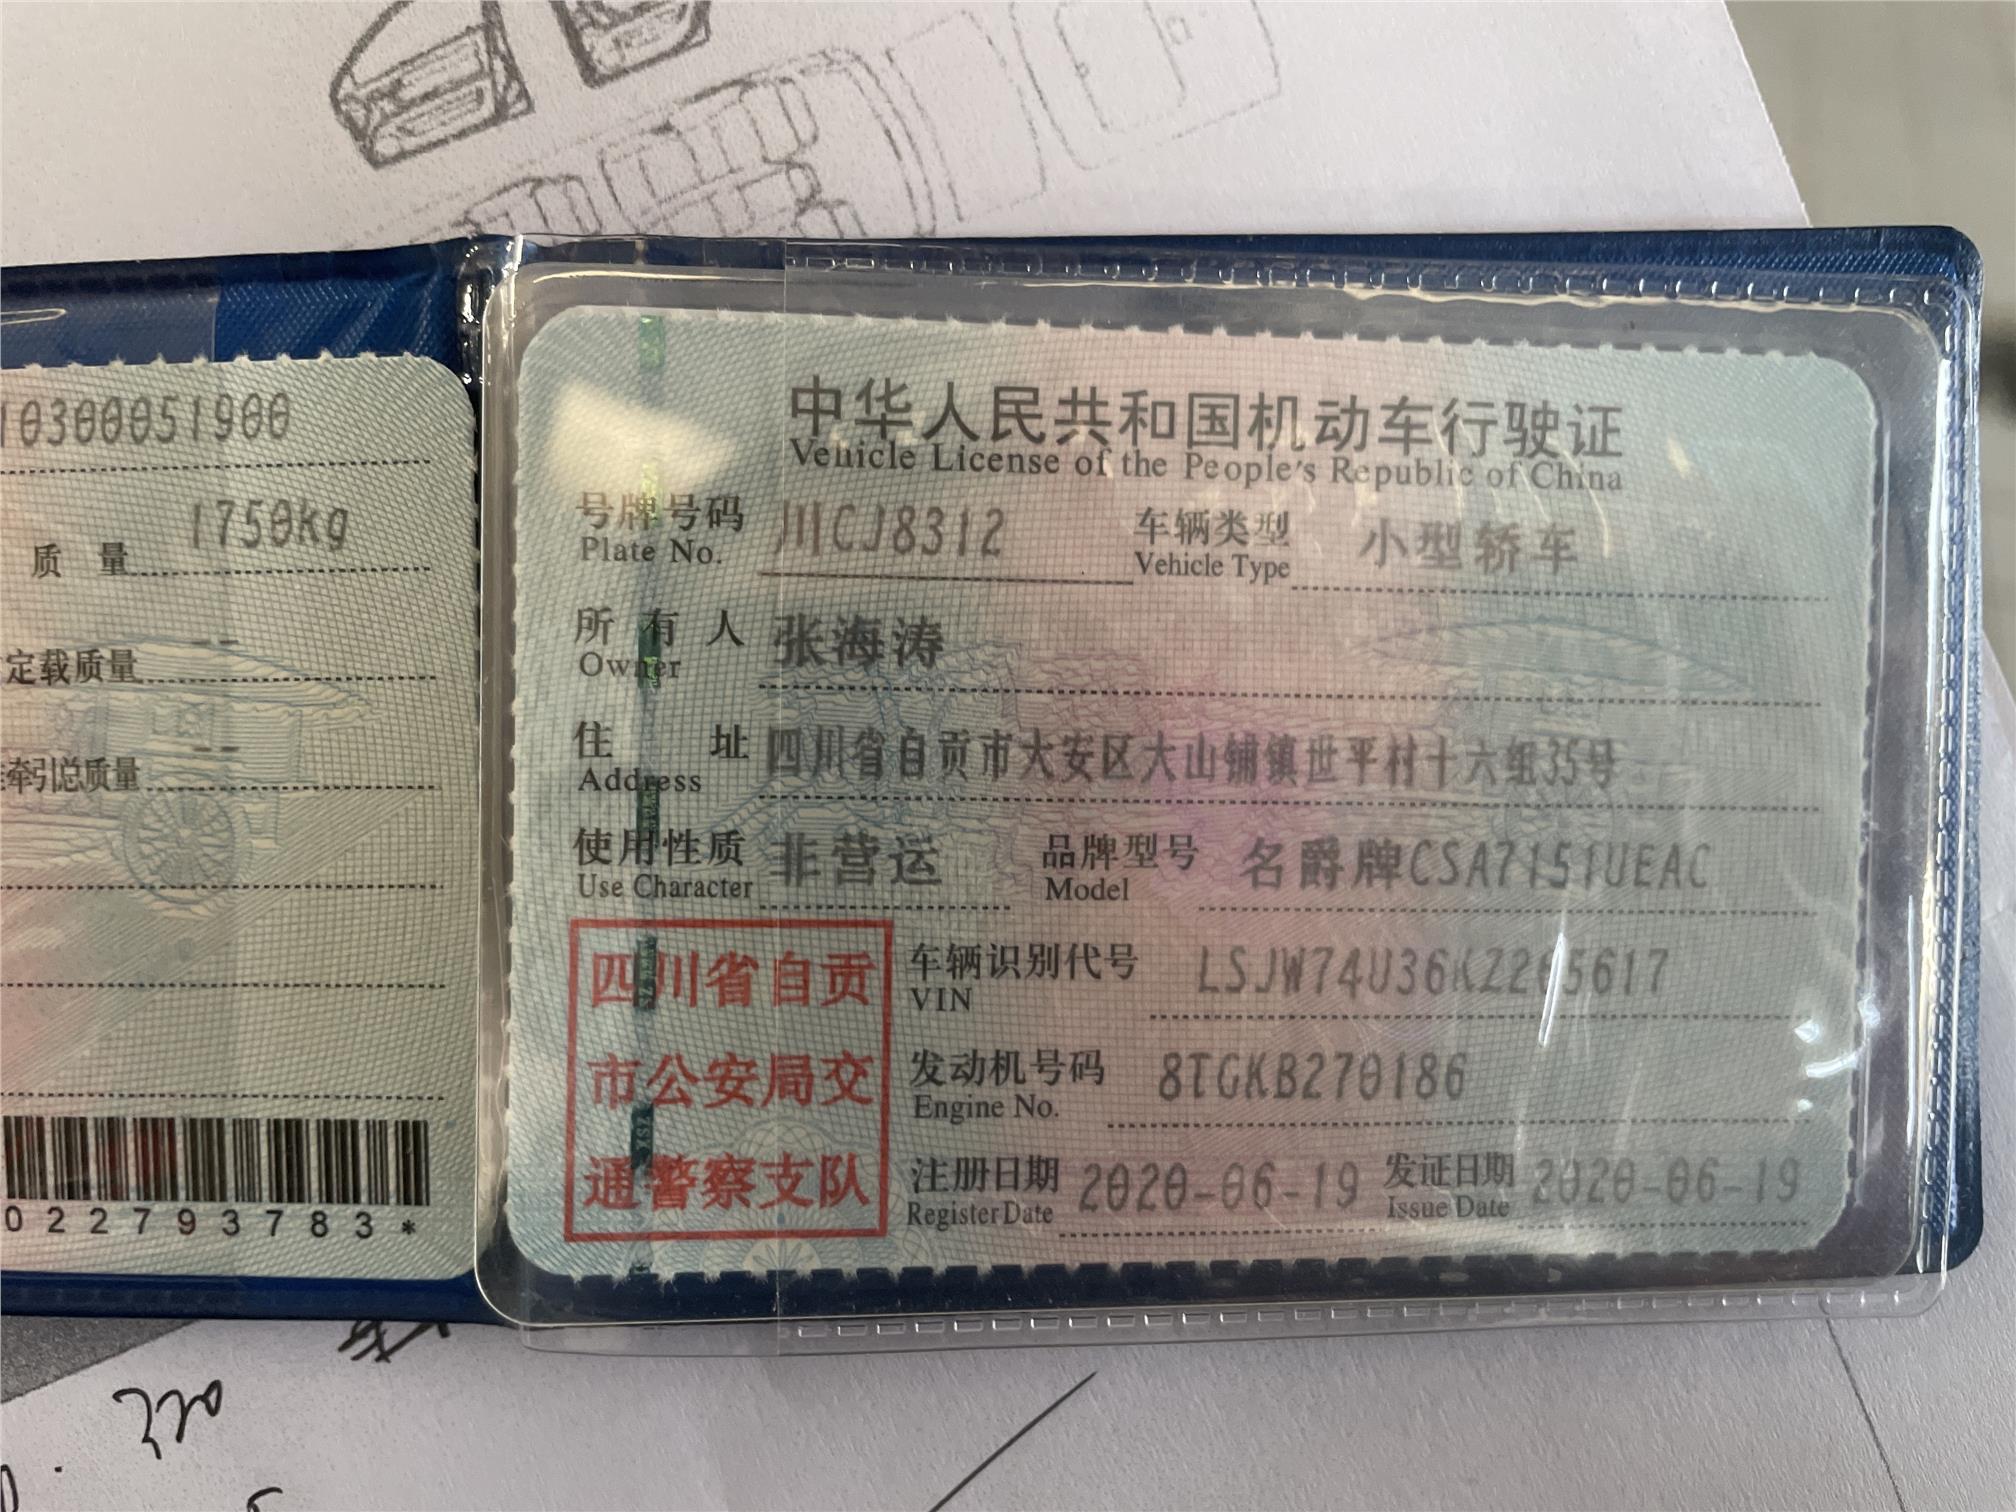 10300051900
质 量 1750kg
定载质量 --
牵引总质量 --
022793783*
中华人民共和国机动车行驶证
Vehicle License of the People's Republic of China
号牌号码 川CJ8312 车辆类型 小型轿车
Plate No. Vehicle Type
所有人 张海涛
Owner
住址 四川省自贡市大安区大山铺镇世平村十六组35号
Address
使用性质 非营运 品牌型号 名爵牌CSA7151UEAC
Use Character Model
四川省自贡
市公安局交
通警察支队
车辆识别代号 LSJW74U36KZ205617
VIN
发动机号码 8TGKB270186
Engine No.
注册日期 2020-06-19 发证日期 2020-06-19
Register Date Issue Date